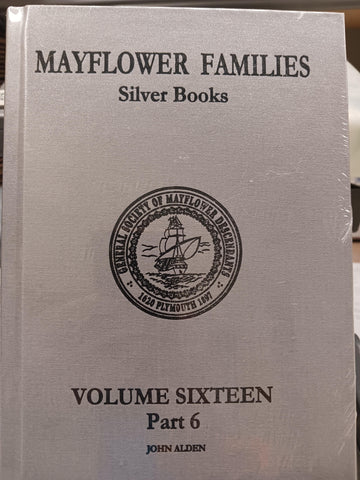 MAYFLOWER FAMILIES
Silver Books
GENERAL SOCIETY OF MAYFLOWER DESCENDANTS
1620 PLYMOUTH 1897
VOLUME SIXTEEN
Part 6
JOHN ALDEN